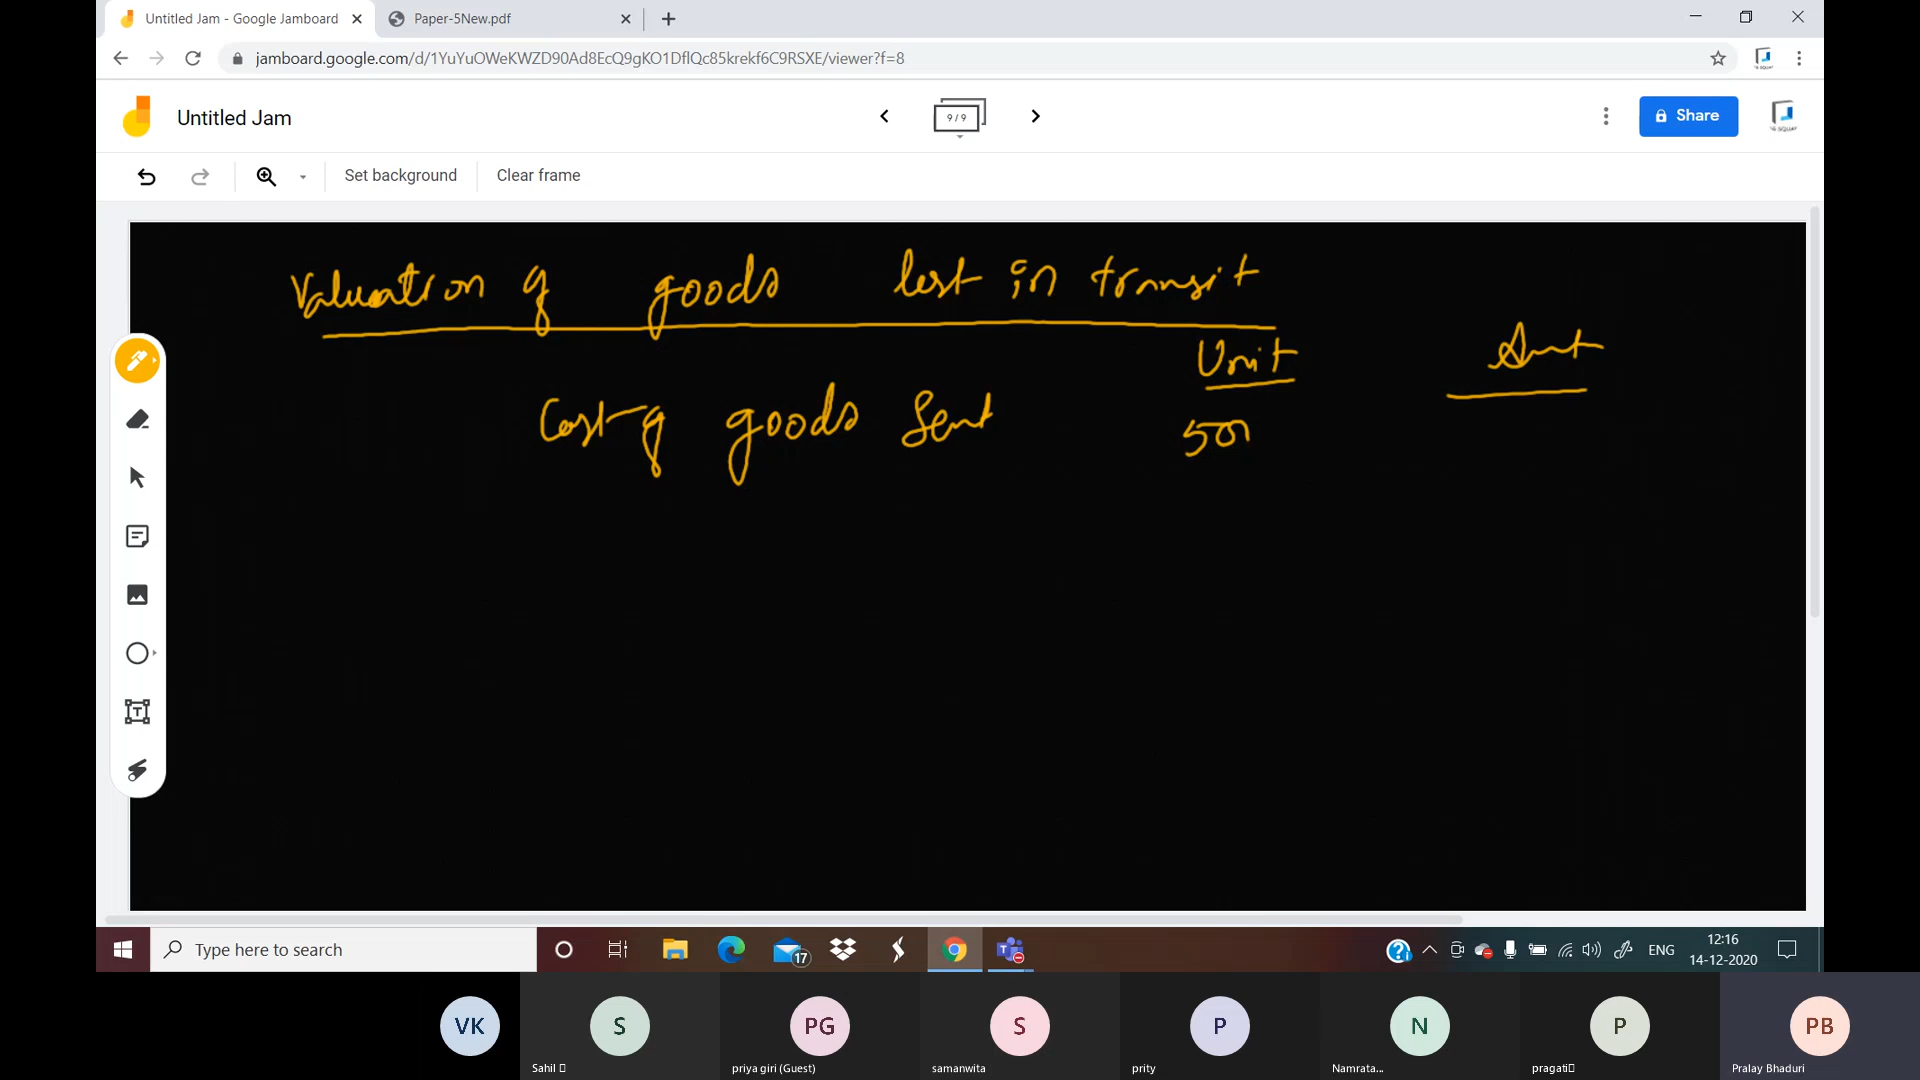 Untitled Jam - Google Jamboard
Paper-5New.pdf
jamboard.google.com/d/1YuYuOWeKWZD90Ad8EcQ9gKO1DflQc85krekf6C9RSXE/viewer?f=8
Untitled Jam
9 / 9
Share
Set background
Clear frame
Valuation of goods lost in transit
Unit
Amt
Cost of goods Sent
500
Type here to search
17
ENG
12:16
14-12-2020
VK
S
PG
S
P
N
P
PB
Sahil
priya giri (Guest)
samanwita
prity
Namrata...
pragati
Pralay Bhaduri